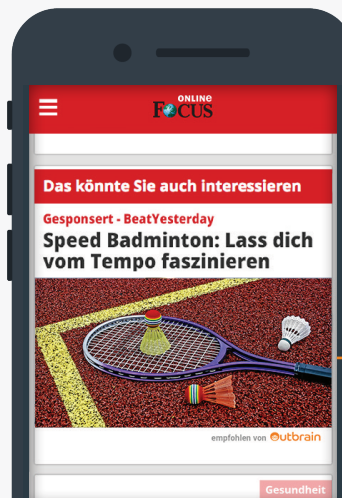 ONLINE
FOCUS
Das könnte Sie auch interessieren
Gesponsert - BeatYesterday
Speed Badminton: Lass dich
vom Tempo faszinieren
empfohlen von Outbrain
Gesundheit